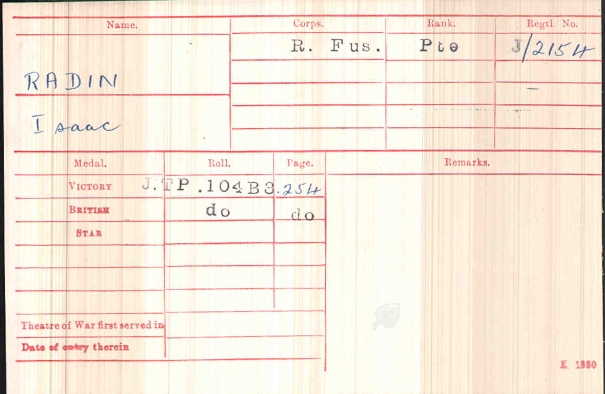 Name. Corps. Rank. Regtl. No.
R. Fus. Pte J/2154
RADIN
Isaac
Medal. Roll. Page. Remarks.
VICTORY J.TP.104B3.254
BRITISH do do
STAR
Theatre of War first served in
Date of entry therein
K. 1380